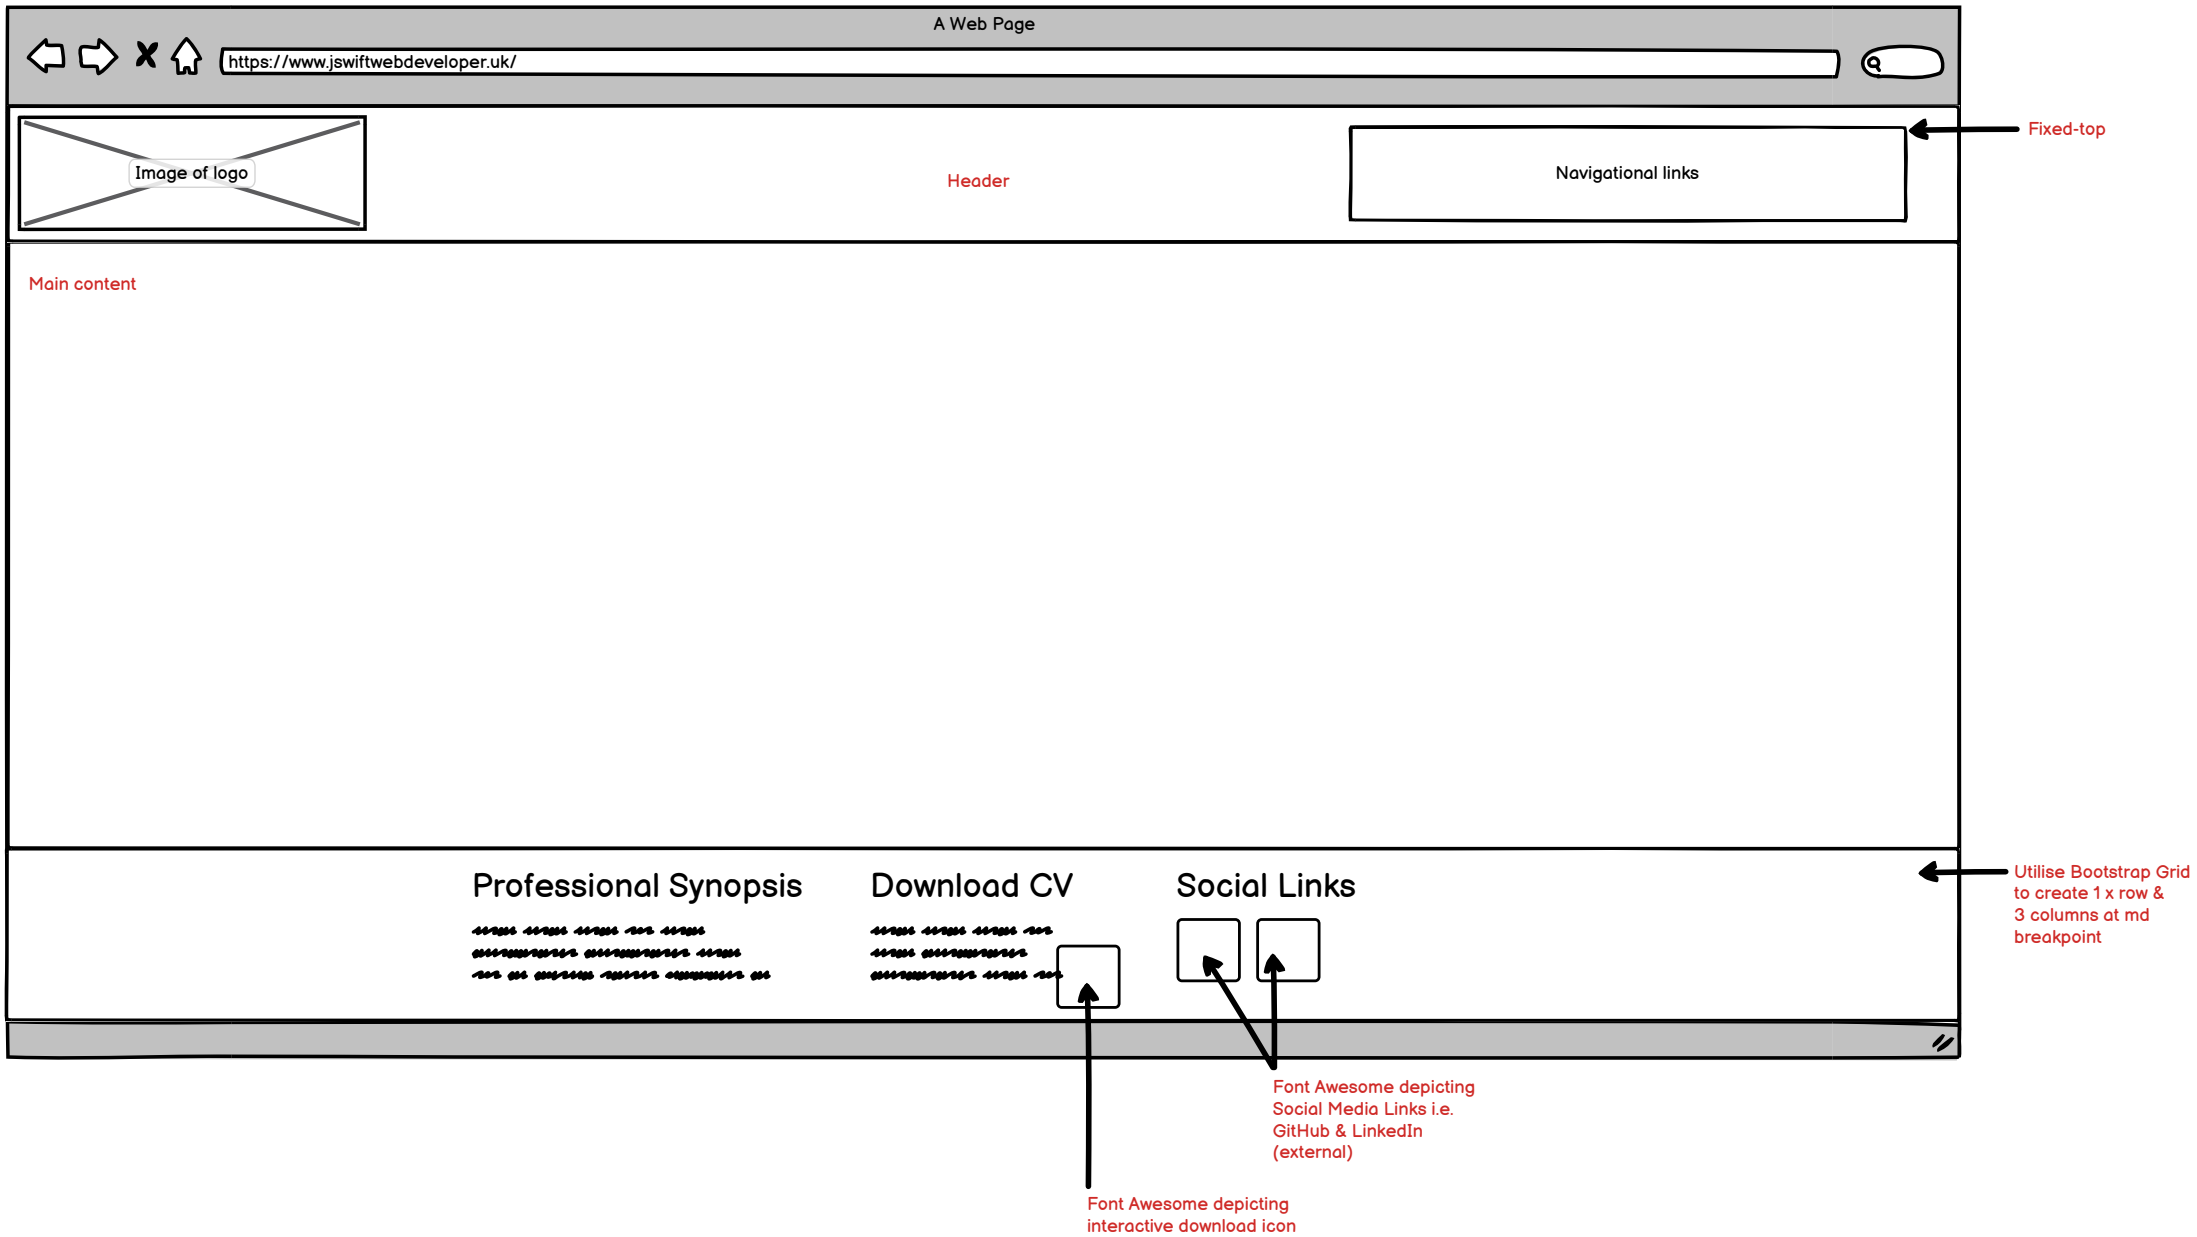 A Web Page
https://www.jswiftwebdeveloper.uk/
Image of logo
Header
Navigational links
Fixed-top
Main content
Professional Synopsis
Download CV
Social Links
Utilise Bootstrap Grid
to create 1 x row &
3 columns at md
breakpoint
Font Awesome depicting
Social Media Links i.e.
GitHub & LinkedIn
(external)
Font Awesome depicting
interactive download icon